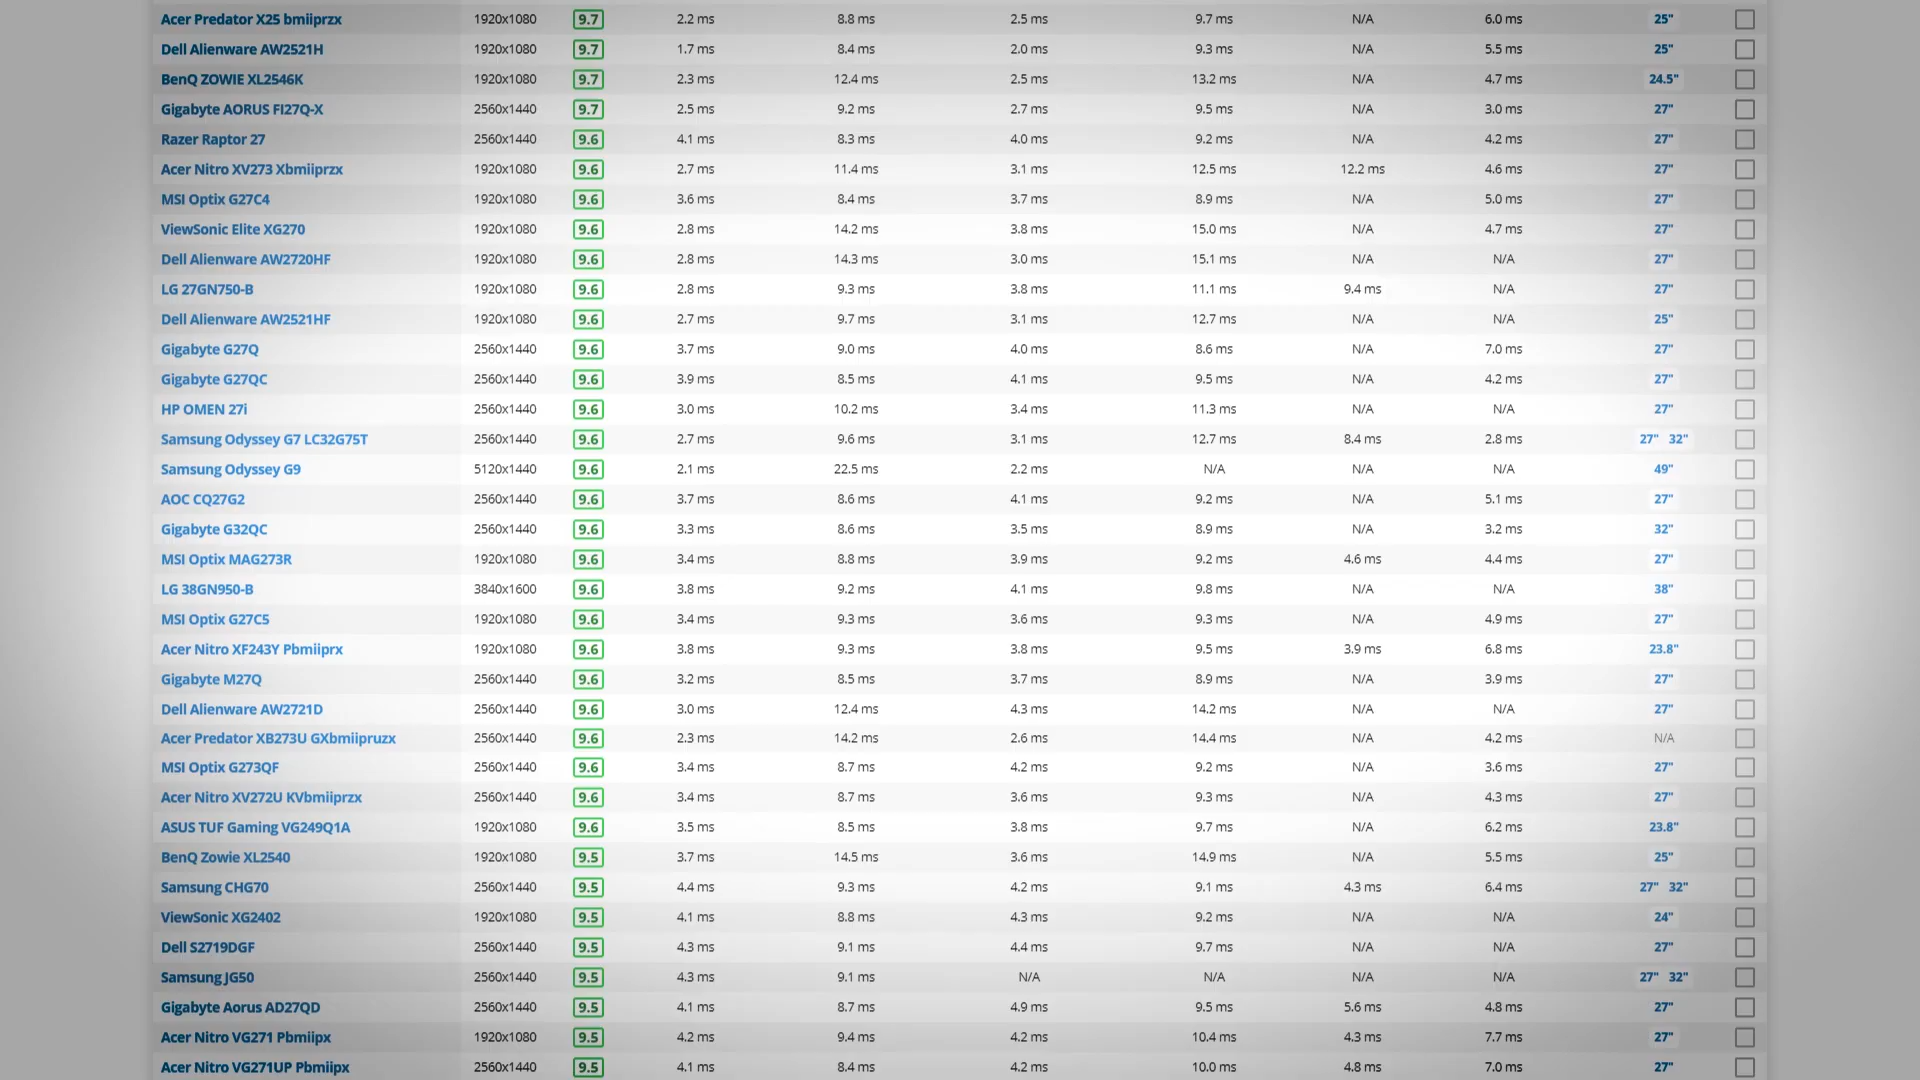 Acer Predator X25 bmiiprzx 1920x1080 9.7 2.2 ms 8.8 ms 2.5 ms 9.7 ms N/A 6.0 ms 25"
Dell Alienware AW2521H 1920x1080 9.7 1.7 ms 8.4 ms 2.0 ms 9.3 ms N/A 5.5 ms 25"
BenQ ZOWIE XL2546K 1920x1080 9.7 2.3 ms 12.4 ms 2.5 ms 13.2 ms N/A 4.7 ms 24.5"
Gigabyte AORUS FI27Q-X 2560x1440 9.7 2.5 ms 9.2 ms 2.7 ms 9.5 ms N/A 3.0 ms 27"
Razer Raptor 27 2560x1440 9.6 4.1 ms 8.3 ms 4.0 ms 9.2 ms N/A 4.2 ms 27"
Acer Nitro XV273 Xbmiiprzx 1920x1080 9.6 2.7 ms 11.4 ms 3.1 ms 12.5 ms 12.2 ms 4.6 ms 27"
MSI Optix G27C4 1920x1080 9.6 3.6 ms 8.4 ms 3.7 ms 8.9 ms N/A 5.0 ms 27"
ViewSonic Elite XG270 1920x1080 9.6 2.8 ms 14.2 ms 3.8 ms 15.0 ms N/A 4.7 ms 27"
Dell Alienware AW2720HF 1920x1080 9.6 2.8 ms 14.3 ms 3.0 ms 15.1 ms N/A N/A 27"
LG 27GN750-B 1920x1080 9.6 2.8 ms 9.3 ms 3.8 ms 11.1 ms 9.4 ms N/A 27"
Dell Alienware AW2521HF 1920x1080 9.6 2.7 ms 9.7 ms 3.1 ms 12.7 ms N/A N/A 25"
Gigabyte G27Q 2560x1440 9.6 3.7 ms 9.0 ms 4.0 ms 8.6 ms N/A 7.0 ms 27"
Gigabyte G27QC 2560x1440 9.6 3.9 ms 8.5 ms 4.1 ms 9.5 ms N/A 4.2 ms 27"
HP OMEN 27i 2560x1440 9.6 3.0 ms 10.2 ms 3.4 ms 11.3 ms N/A N/A 27"
Samsung Odyssey G7 LC32G75T 2560x1440 9.6 2.7 ms 9.6 ms 3.1 ms 12.7 ms 8.4 ms 2.8 ms 27" 32"
Samsung Odyssey G9 5120x1440 9.6 2.1 ms 22.5 ms 2.2 ms N/A N/A N/A 49"
AOC CQ27G2 2560x1440 9.6 3.7 ms 8.6 ms 4.1 ms 9.2 ms N/A 5.1 ms 27"
Gigabyte G32QC 2560x1440 9.6 3.3 ms 8.6 ms 3.5 ms 8.9 ms N/A 3.2 ms 32"
MSI Optix MAG273R 1920x1080 9.6 3.4 ms 8.8 ms 3.9 ms 9.2 ms 4.6 ms 4.4 ms 27"
LG 38GN950-B 3840x1600 9.6 3.8 ms 9.2 ms 4.1 ms 9.8 ms N/A N/A 38"
MSI Optix G27C5 1920x1080 9.6 3.4 ms 9.3 ms 3.6 ms 9.3 ms N/A 4.9 ms 27"
Acer Nitro XF243Y Pbmiiprx 1920x1080 9.6 3.8 ms 9.3 ms 3.8 ms 9.5 ms 3.9 ms 6.8 ms 23.8"
Gigabyte M27Q 2560x1440 9.6 3.2 ms 8.5 ms 3.7 ms 8.9 ms N/A 3.9 ms 27"
Dell Alienware AW2721D 2560x1440 9.6 3.0 ms 12.4 ms 4.3 ms 14.2 ms N/A N/A 27"
Acer Predator XB273U GXbmiipruzx 2560x1440 9.6 2.3 ms 14.2 ms 2.6 ms 14.4 ms N/A 4.2 ms N/A
MSI Optix G273QF 2560x1440 9.6 3.4 ms 8.7 ms 4.2 ms 9.2 ms N/A 3.6 ms 27"
Acer Nitro XV272U KVbmiiprzx 2560x1440 9.6 3.4 ms 8.7 ms 3.6 ms 9.3 ms N/A 4.3 ms 27"
ASUS TUF Gaming VG249Q1A 1920x1080 9.6 3.5 ms 8.5 ms 3.8 ms 9.7 ms N/A 6.2 ms 23.8"
BenQ Zowie XL2540 1920x1080 9.5 3.7 ms 14.5 ms 3.6 ms 14.9 ms N/A 5.5 ms 25"
Samsung CHG70 2560x1440 9.5 4.4 ms 9.3 ms 4.2 ms 9.1 ms 4.3 ms 6.4 ms 27" 32"
ViewSonic XG2402 1920x1080 9.5 4.1 ms 8.8 ms 4.3 ms 9.2 ms N/A N/A 24"
Dell S2719DGF 2560x1440 9.5 4.3 ms 9.1 ms 4.4 ms 9.7 ms N/A N/A 27"
Samsung JG50 2560x1440 9.5 4.3 ms 9.1 ms N/A N/A N/A N/A 27" 32"
Gigabyte Aorus AD27QD 2560x1440 9.5 4.1 ms 8.7 ms 4.9 ms 9.5 ms 5.6 ms 4.8 ms 27"
Acer Nitro VG271 Pbmiipx 1920x1080 9.5 4.2 ms 9.4 ms 4.2 ms 10.4 ms 4.3 ms 7.7 ms 27"
Acer Nitro VG271UP Pbmiipx 2560x1440 9.5 4.1 ms 8.4 ms 4.2 ms 10.0 ms 4.8 ms 7.0 ms 27"